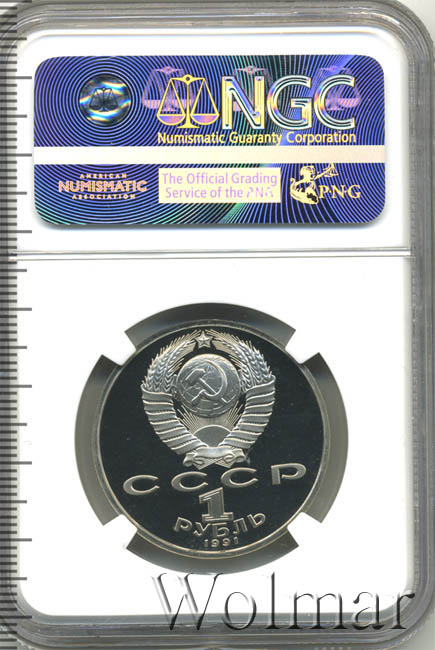 NGC
Numismatic Guaranty Corporation
AMERICAN
NUMISMATIC
ASSOCIATION
The Official Grading
Service of the PNG
PNG
СССР
1
РУБЛЬ
1991
Wolmar